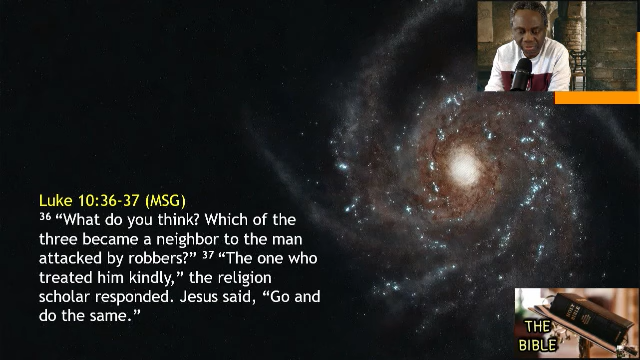 Luke 10:36-37 (MSG)
36 “What do you think? Which of the
three became a neighbor to the man
attacked by robbers?” 37 “The one who
treated him kindly,” the religion
scholar responded. Jesus said, “Go and
do the same.”
THE
BIBLE